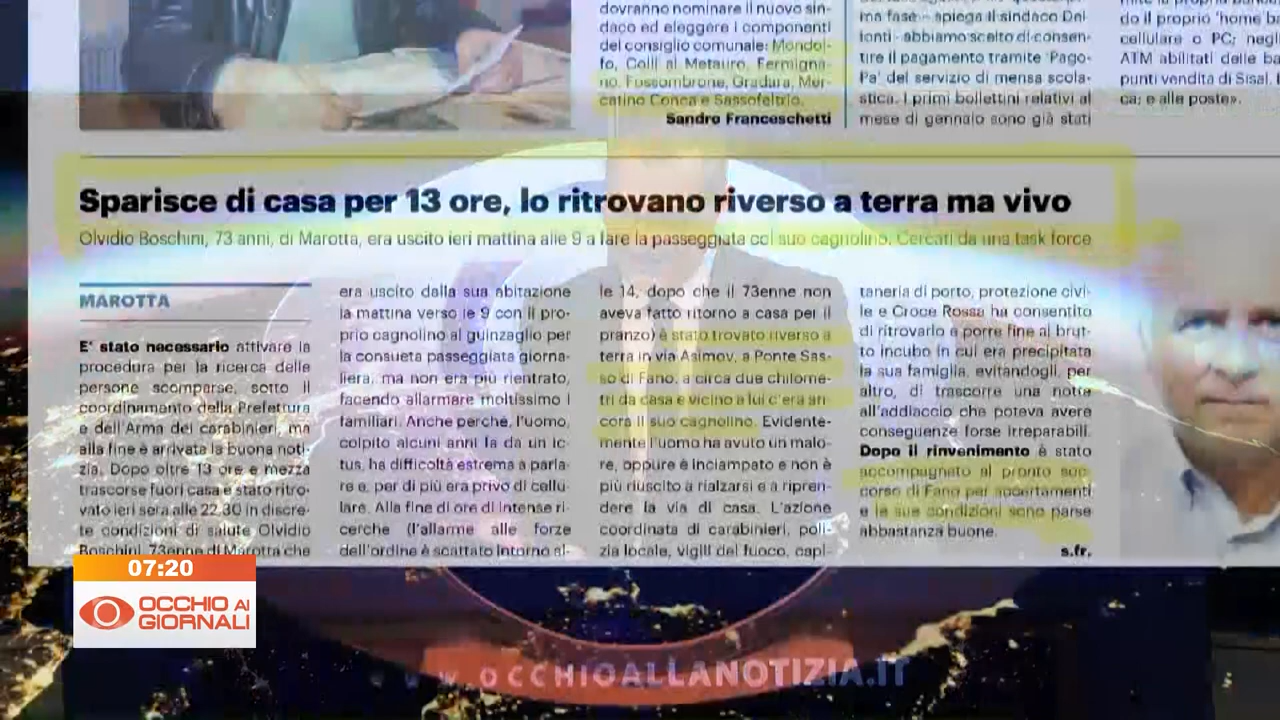 dovranno nominare il nuovo sin-
daco ed eleggere i componenti
del consiglio comunale: Mondol-
fo, Colli al Metauro, Fermigna-
no, Fossombrone, Gradara, Mer-
catino Conca e Sassofeltrio.
Sandro Franceschetti
ma fase - spiega il sindaco Del-
ionti - abbiamo scelto di consen-
tire il pagamento tramite 'Pago-
Pa' del servizio di mensa scola-
stica. I primi bollettini relativi al
mese di gennaio sono già stati
do il proprio 'home ba
cellulare o PC; negl
ATM abilitati delle ba
punti vendita di Sisal,
ca; e alle poste».
Sparisce di casa per 13 ore, lo ritrovano riverso a terra ma vivo
Olvidio Boschini, 73 anni, di Marotta, era uscito ieri mattina alle 9 a fare la passeggiata col suo cagnolino. Cercati da una task force
MAROTTA
E' stato necessario attivare la
procedura per la ricerca delle
persone scomparse, sotto il
coordinamento della Prefettura
e dell'Arma dei carabinieri, ma
alla fine è arrivata la buona noti-
zia. Dopo oltre 13 ore e mezza
trascorse fuori casa è stato ritro-
vato ieri sera alle 22,30 in discre-
te condizioni di salute Olvidio
Boschini, 73enne di Marotta che
era uscito dalla sua abitazione
la mattina verso le 9 con il pro-
prio cagnolino al guinzaglio per
la consueta passeggiata giorna-
liera, ma non era più rientrato,
facendo allarmare moltissimo i
familiari. Anche perché, l'uomo,
colpito alcuni anni fa da un ic-
tus, ha difficoltà estrema a parla-
re e, per di più era privo di cellu-
lare. Alla fine di ore di intense ri-
cerche (l'allarme alle forze
dell'ordine è scattato intorno al-
le 14, dopo che il 73enne non
aveva fatto ritorno a casa per il
pranzo) è stato trovato riverso a
terra in via Asimov, a Ponte Sas-
so di Fano, a circa due chilome-
tri da casa e vicino a lui c'era an-
cora il suo cagnolino. Evidente-
mente l'uomo ha avuto un malo-
re, oppure è inciampato e non è
più riuscito a rialzarsi e a ripren-
dere la via di casa. L'azione
coordinata di carabinieri, poli-
zia locale, vigili del fuoco, capi-
taneria di porto, protezione civi-
le e Croce Rossa ha consentito
di ritrovarlo a porre fine al brut-
to incubo in cui era precipitata
la sua famiglia, evitandogli, per
altro, di trascorre una notte
all'addiaccio che poteva avere
conseguenze forse irreparabili.
Dopo il rinvenimento è stato
accompagnato al pronto soc-
corso di Fano per accertamenti
e le sue condizioni sono parse
abbastanza buone.
s.fr.
07:20
OCCHIO AI
GIORNALI
www.OCCHIOALLANOTIZIA.IT